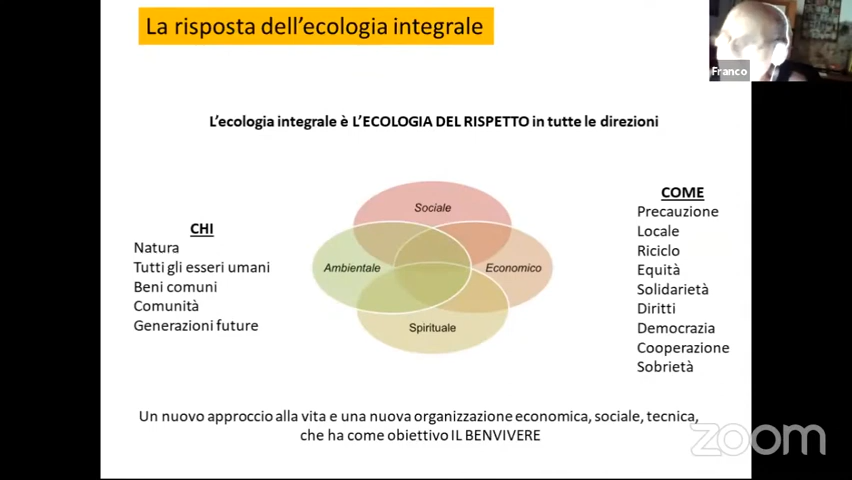 La risposta dell'ecologia integrale
Franco
L'ecologia integrale è L'ECOLOGIA DEL RISPETTO in tutte le direzioni
CHI
Natura
Tutti gli esseri umani
Beni comuni
Comunità
Generazioni future
Sociale
Ambientale
Economico
Spirituale
COME
Precauzione
Locale
Riciclo
Equità
Solidarietà
Diritti
Democrazia
Cooperazione
Sobrietà
Un nuovo approccio alla vita e una nuova organizzazione economica, sociale, tecnica,
che ha come obiettivo IL BENVIVERE
zoom